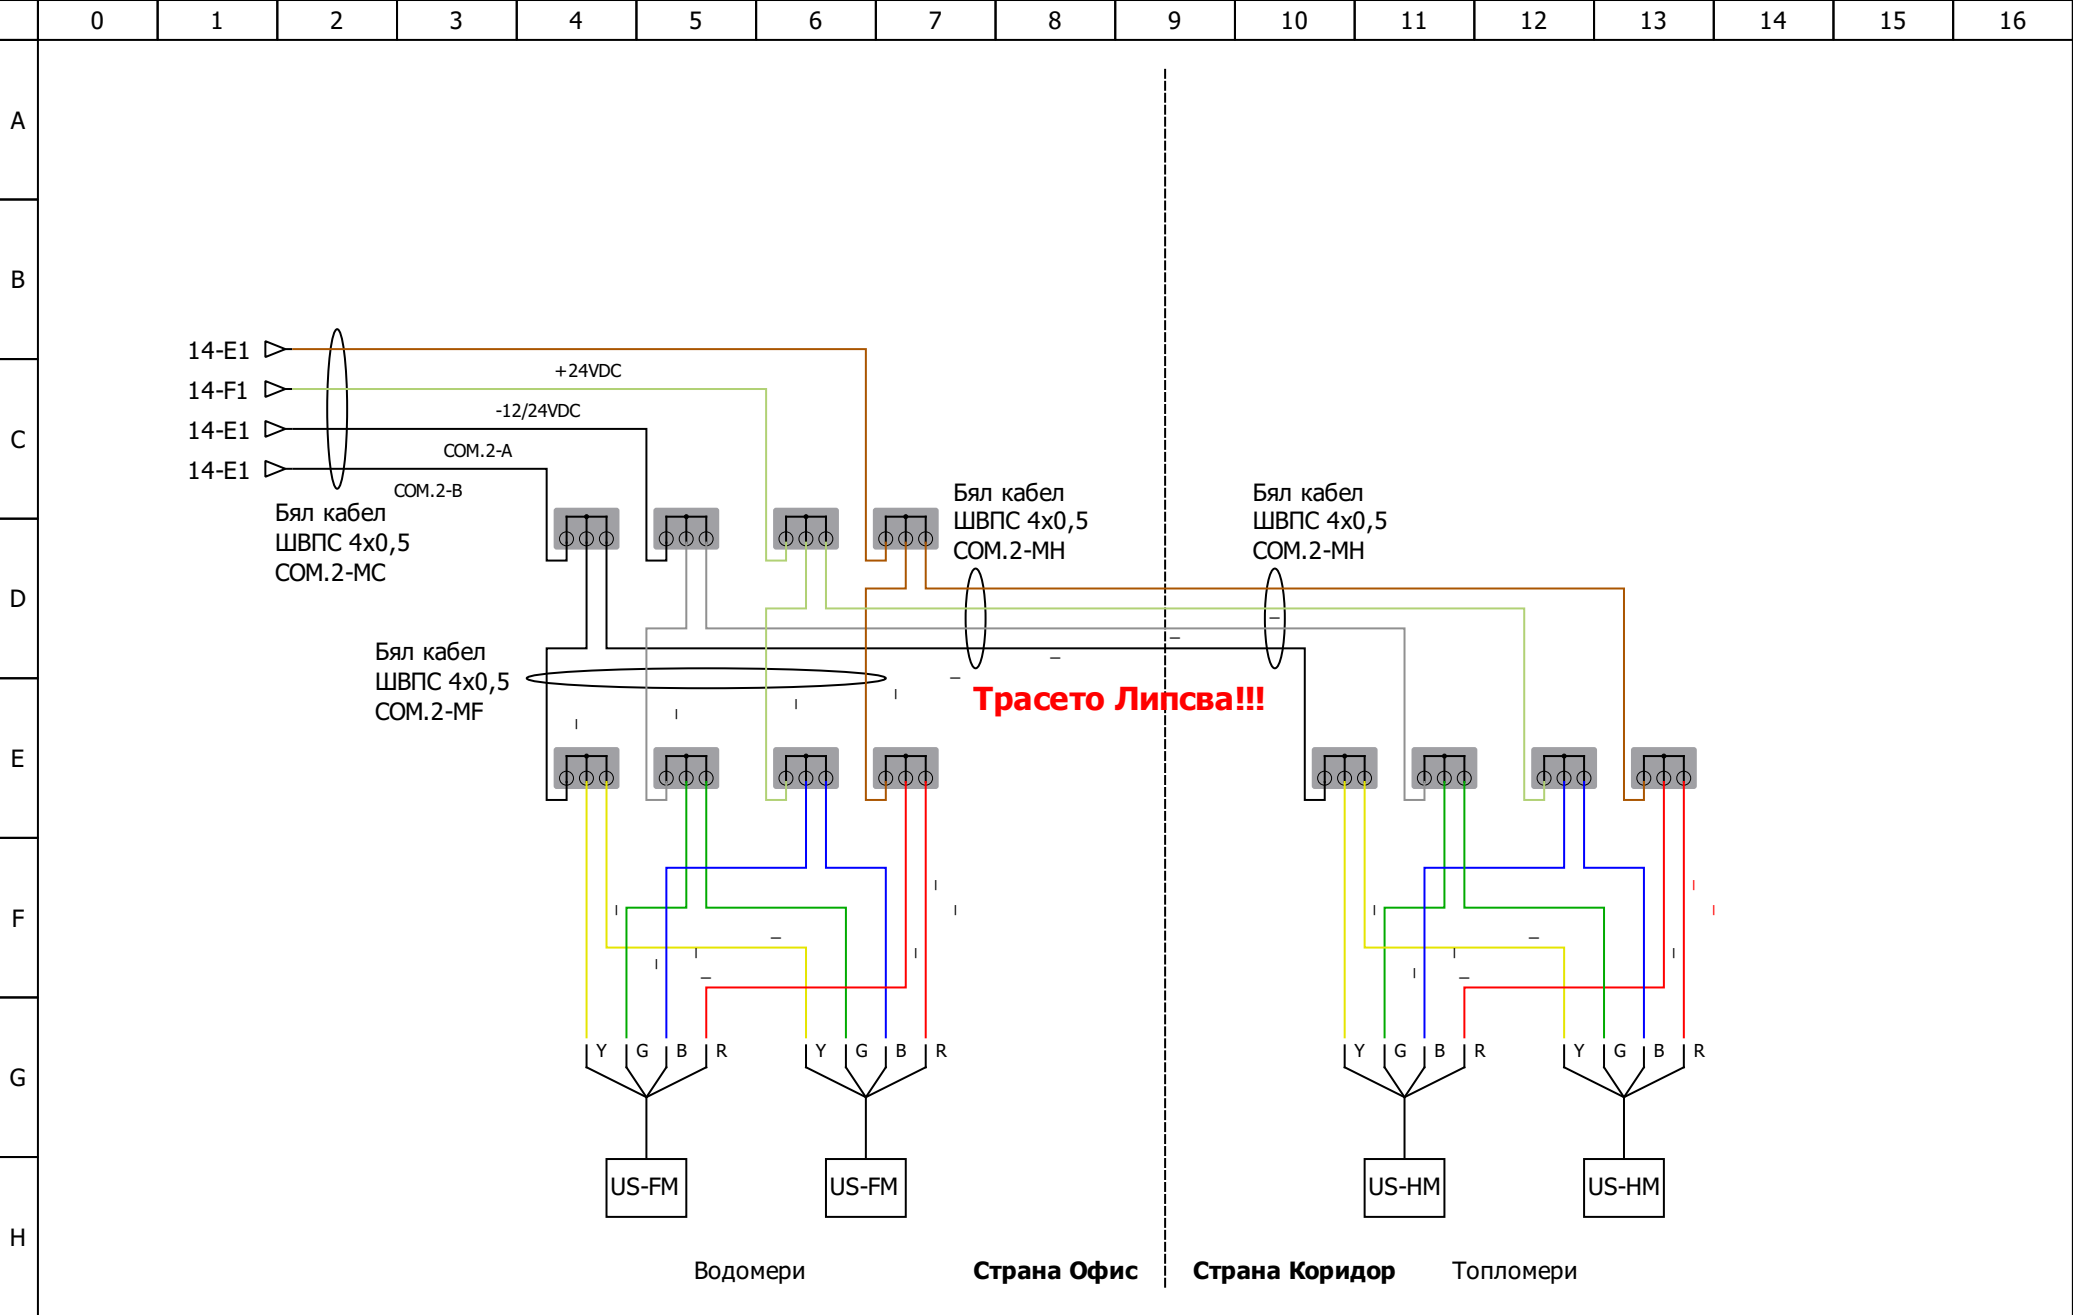 0 1 2 3 4 5 6 7 8 9 10 11 12 13 14 15 16
A
B
14-E1
+24VDC
14-F1
-12/24VDC
14-E1
C
COM.2-A
14-E1
COM.2-B
Бял кабел
ШВПС 4x0,5
COM.2-MC
Бял кабел
ШВПС 4x0,5
COM.2-MH
Бял кабел
ШВПС 4x0,5
COM.2-MH
D
Бял кабел
ШВПС 4x0,5
COM.2-MF
Трасето Липсва!!!
E
F
Y G B R Y G B R Y G B R Y G B R
G
US-FM US-FM US-HM US-HM
H
Водомери Страна Офис Страна Коридор Топломери